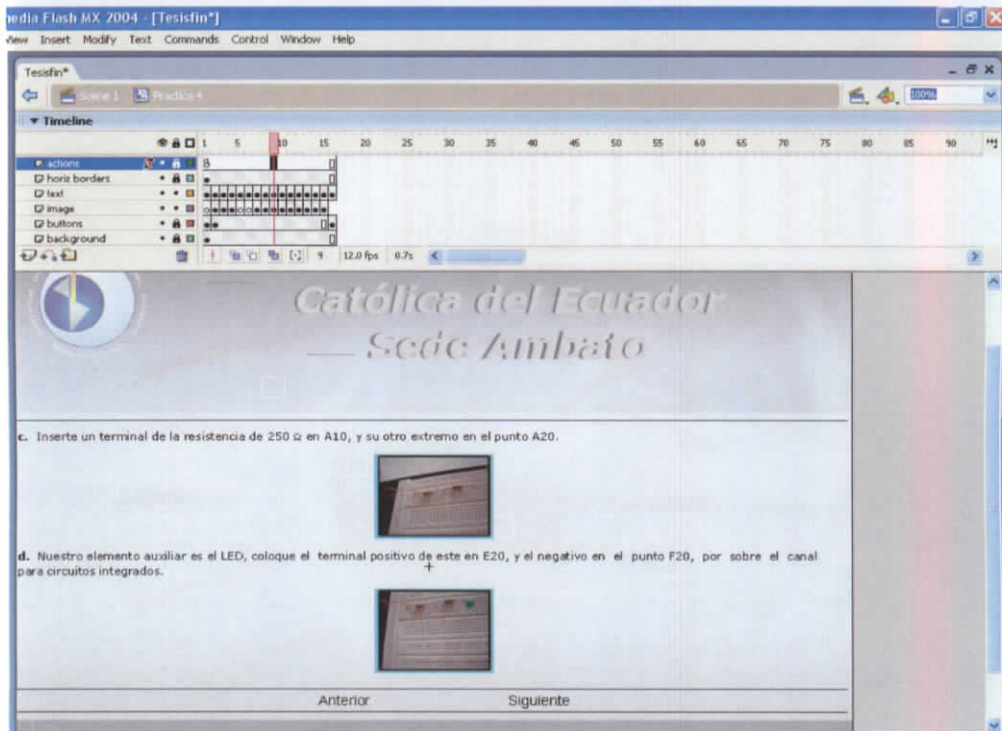 media Flash MX 2004 - [Tesisfin*]
View Insert Modify Text Commands Control Window Help
Tesisfin*
Scene 1 Practica 4 100%
Timeline
1 5 10 15 20 25 30 35 40 45 50 55 60 65 70 75 80 85 90
actions
horiz borders
text
image
buttons
background
9 12.0 fps 0.7s
Católica del Ecuador
Sede Ambato
c. Inserte un terminal de la resistencia de 250 Ω en A10, y su otro extremo en el punto A20.
d. Nuestro elemento auxiliar es el LED, coloque el terminal positivo de este en E20, y el negativo en el punto F20, por sobre el canal
para circuitos integrados.
Anterior Siguiente